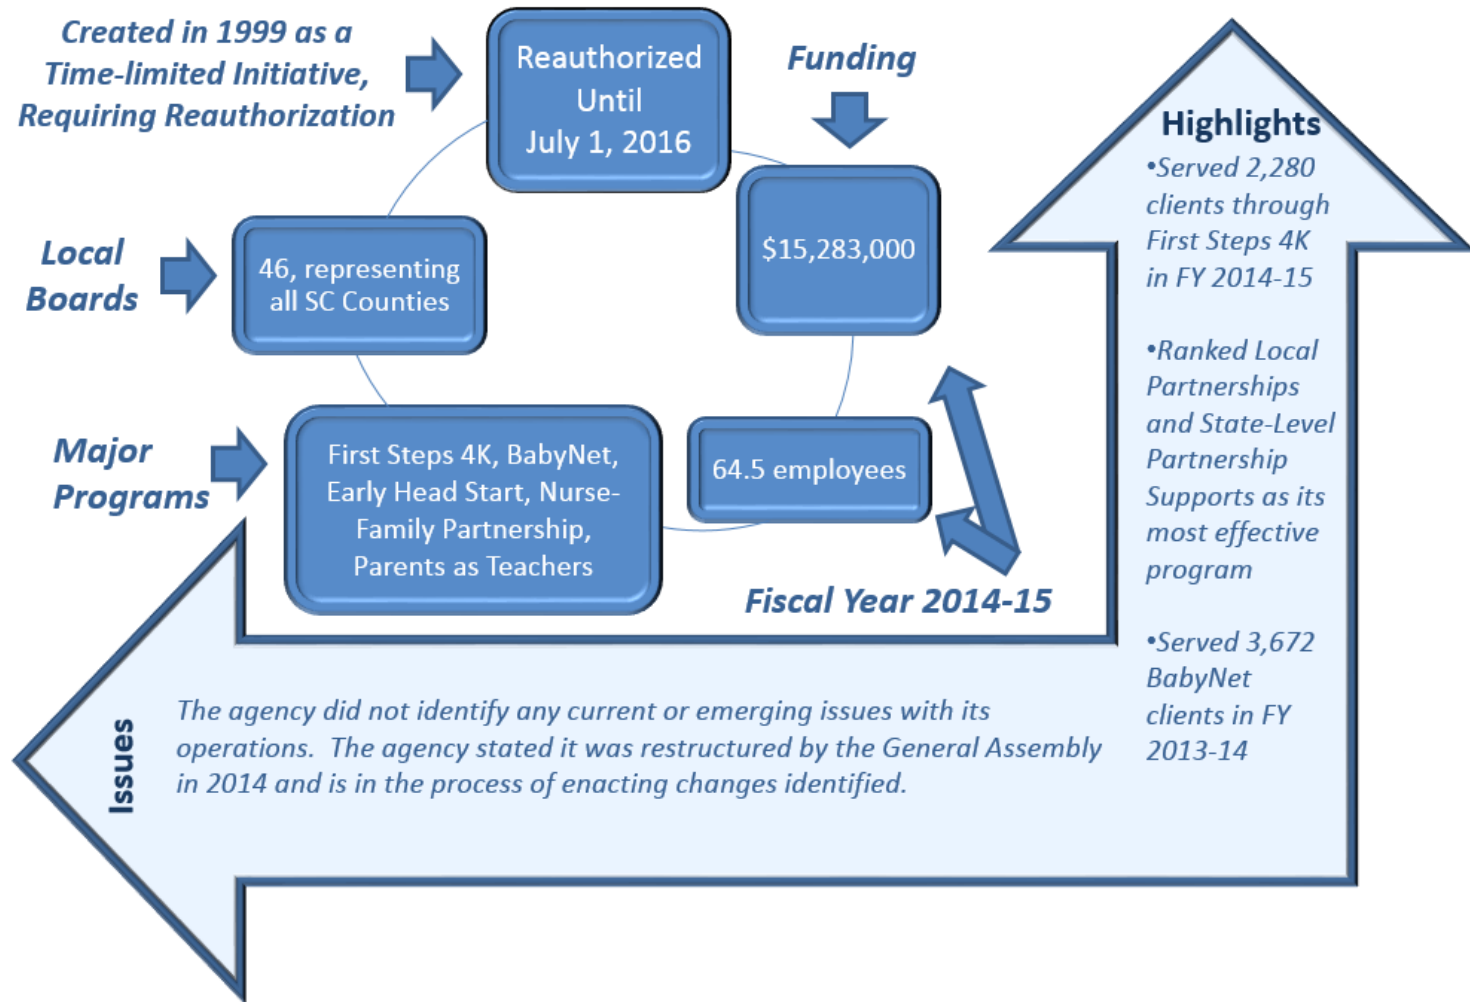 Created in 1999 as a
Time-limited Initiative,
Requiring Reauthorization
Reauthorized
Until
July 1, 2016
Funding
$15,283,000
Local
Boards
46, representing
all SC Counties
Major
Programs
First Steps 4K, BabyNet,
Early Head Start, Nurse-
Family Partnership,
Parents as Teachers
64.5 employees
Fiscal Year 2014-15
Highlights
•Served 2,280
clients through
First Steps 4K
in FY 2014-15
•Ranked Local
Partnerships
and State-Level
Partnership
Supports as its
most effective
program
•Served 3,672
BabyNet
clients in FY
2013-14
Issues
The agency did not identify any current or emerging issues with its
operations.  The agency stated it was restructured by the General Assembly
in 2014 and is in the process of enacting changes identified.